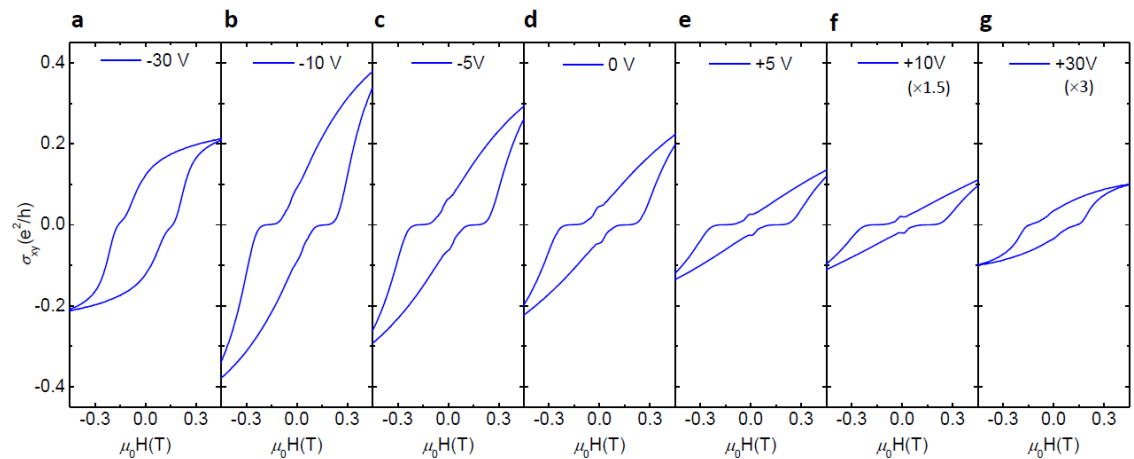 a b c d e f g
-30 V -10 V -5V 0 V +5 V +10V +30V
(×1.5) (×3)
0.4
0.2
0.0
-0.2
-0.4
σxy(e²/h)
-0.3 0.0 0.3 -0.3 0.0 0.3 -0.3 0.0 0.3 -0.3 0.0 0.3 -0.3 0.0 0.3 -0.3 0.0 0.3 -0.3 0.0 0.3
μ₀H(T) μ₀H(T) μ₀H(T) μ₀H(T) μ₀H(T) μ₀H(T) μ₀H(T)